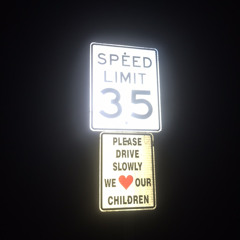 SPEED
LIMIT
35
PLEASE
DRIVE
SLOWLY
WE ❤ OUR
CHILDREN